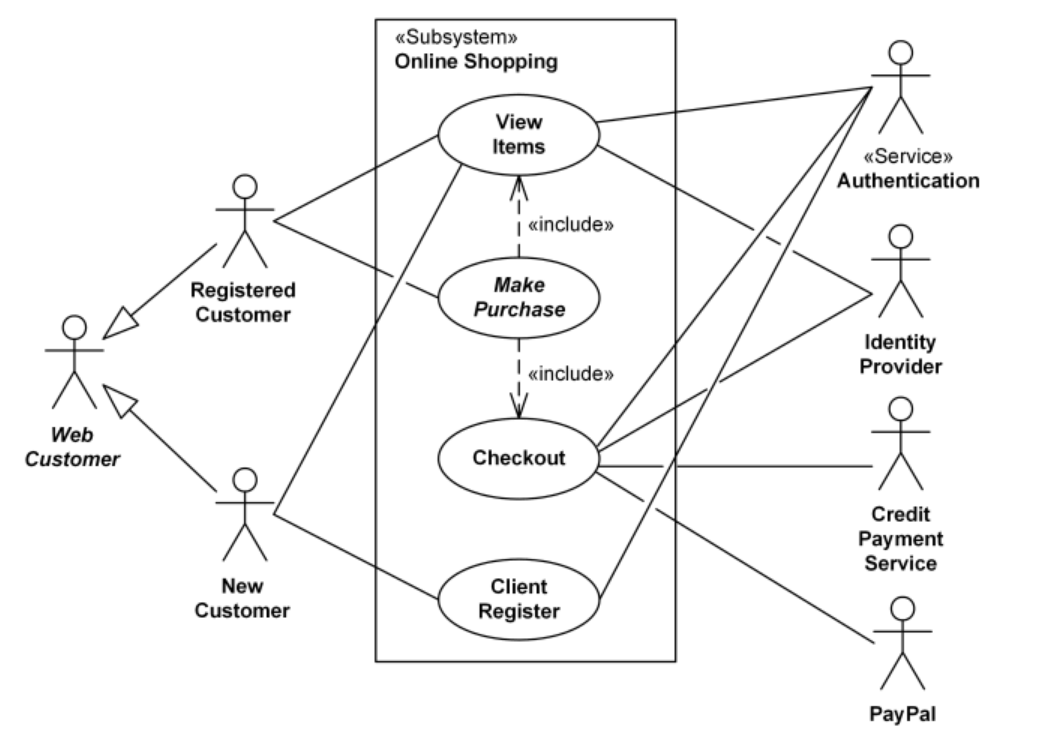 «Subsystem»
Online Shopping
View
Items
«include»
Make
Purchase
«include»
Checkout
Client
Register
Registered
Customer
Web
Customer
New
Customer
«Service»
Authentication
Identity
Provider
Credit
Payment
Service
PayPal